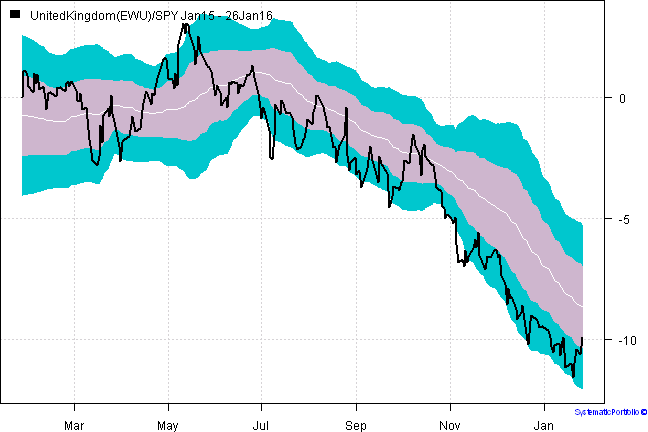 UnitedKingdom(EWU)/SPY Jan15 - 26Jan16
0
-5
-10
Mar May Jul Sep Nov Jan
SystematicPortfolio ©